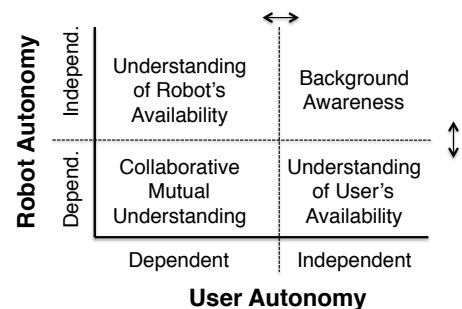 Robot Autonomy
Independ.
Depend.
Understanding
of Robot's
Availability
Background
Awareness
Collaborative
Mutual
Understanding
Understanding
of User's
Availability
Dependent
Independent
User Autonomy